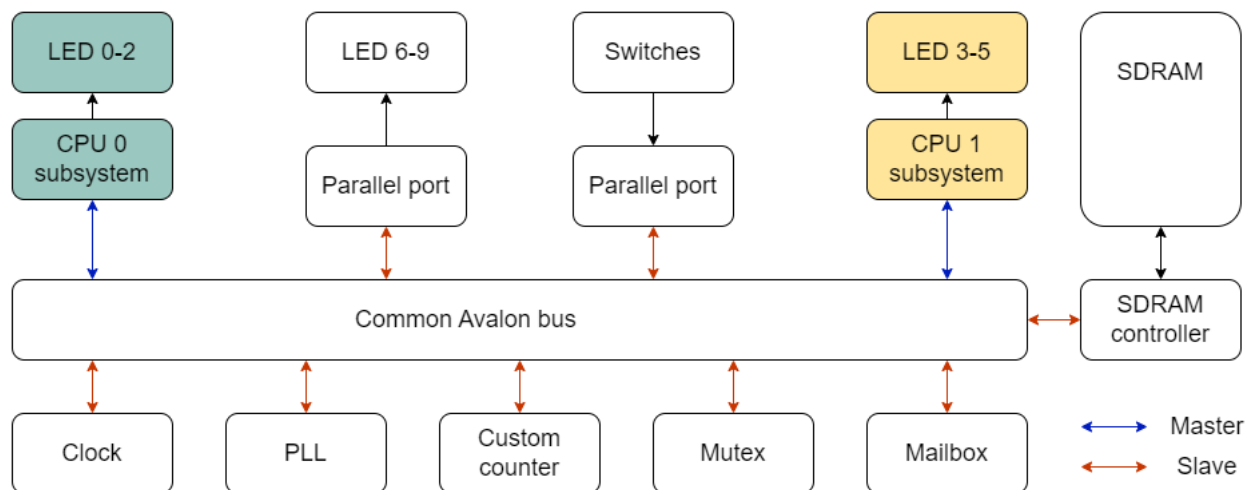 LED 0-2
LED 6-9
Switches
LED 3-5
SDRAM
CPU 0
subsystem
Parallel port
Parallel port
CPU 1
subsystem
Common Avalon bus
SDRAM
controller
Clock
PLL
Custom
counter
Mutex
Mailbox
Master
Slave